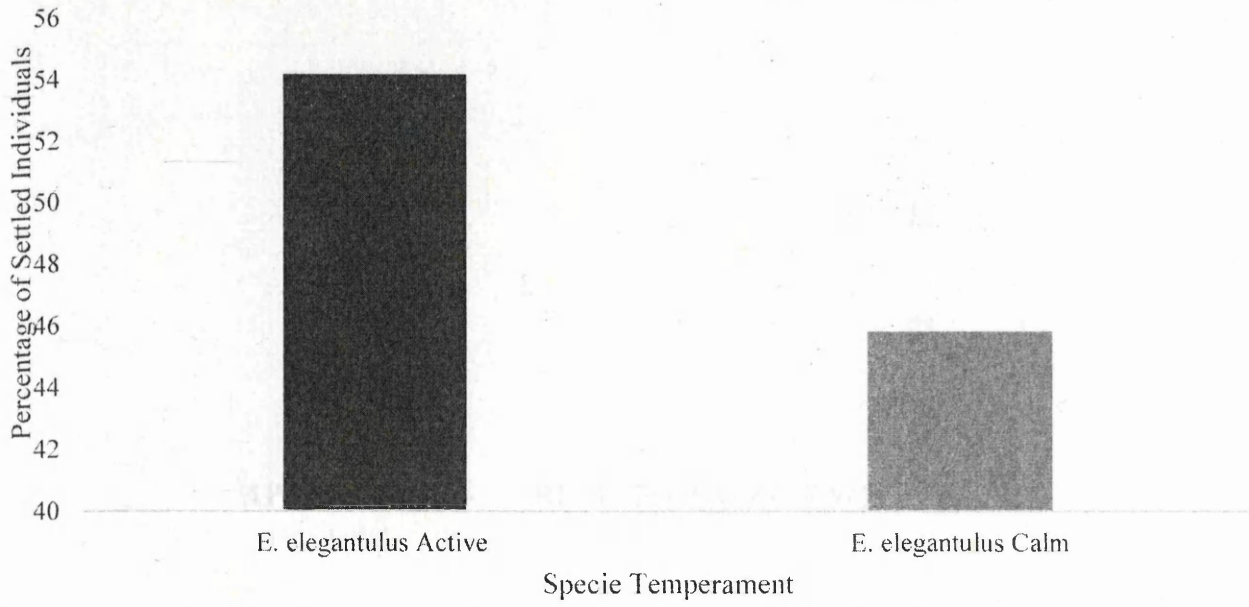 Percentage of Settled Individuals
56
54
52
50
48
46
44
42
40
E. elegantulus Active
E. elegantulus Calm
Specie Temperament